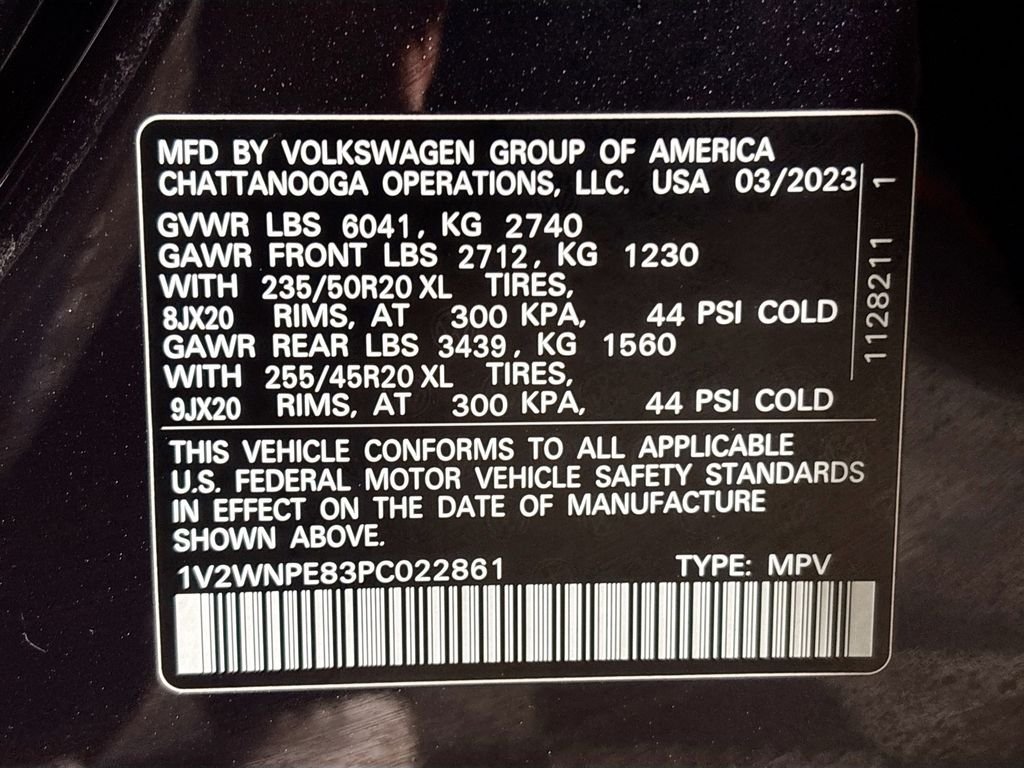 MFD BY VOLKSWAGEN GROUP OF AMERICA
CHATTANOOGA OPERATIONS, LLC. USA 03/2023
GVWR LBS 6041, KG 2740
GAWR FRONT LBS 2712, KG 1230
WITH 235/50R20 XL TIRES,
8JX20 RIMS, AT 300 KPA, 44 PSI COLD
GAWR REAR LBS 3439, KG 1560
WITH 255/45R20 XL TIRES,
9JX20 RIMS, AT 300 KPA, 44 PSI COLD
1128211 1
THIS VEHICLE CONFORMS TO ALL APPLICABLE
U.S. FEDERAL MOTOR VEHICLE SAFETY STANDARDS
IN EFFECT ON THE DATE OF MANUFACTURE
SHOWN ABOVE.
1V2WNPE83PC022861 TYPE: MPV